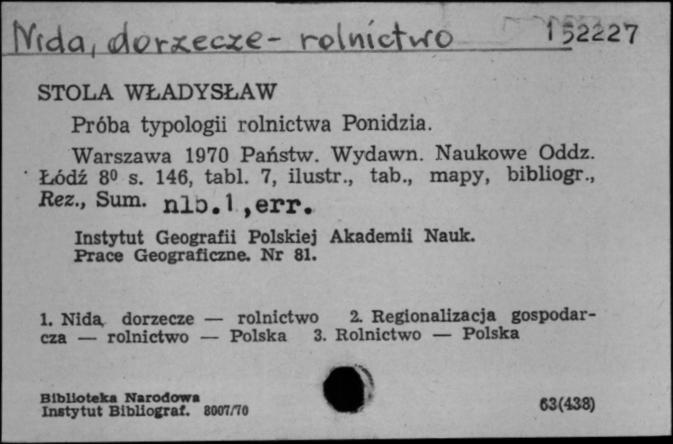 Nida, dorzecze - rolnictwo 152227
STOLA WŁADYSŁAW
Próba typologii rolnictwa Ponidzia.
Warszawa 1970 Państw. Wydawn. Naukowe Oddz.
Łódź 8⁰ s. 146, tabl. 7, ilustr., tab., mapy, bibliogr.,
Rez., Sum. nlb.1,err.
Instytut Geografii Polskiej Akademii Nauk.
Prace Geograficzne. Nr 81.
1. Nida, dorzecze — rolnictwo 2. Regionalizacja gospodar-
cza — rolnictwo — Polska 3. Rolnictwo — Polska
Biblioteka Narodowa
Instytut Bibliograf. 8007/70 63(438)